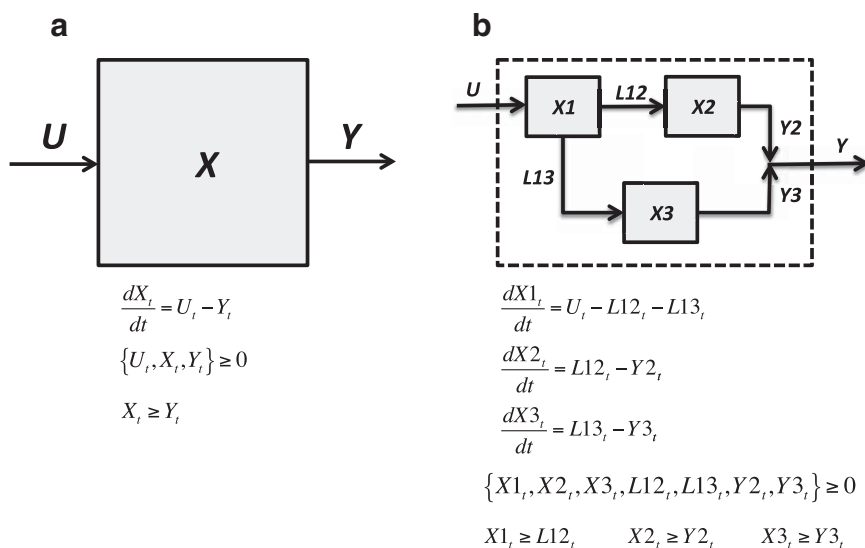 a
U
X
Y
dX_t/dt = U_t − Y_t
{U_t, X_t, Y_t} ≥ 0
X_t ≥ Y_t
b
U
X1
L12
X2
Y2
Y
L13
Y3
X3
dX1_t/dt = U_t − L12_t − L13_t
dX2_t/dt = L12_t − Y2_t
dX3_t/dt = L13_t − Y3_t
{X1_t, X2_t, X3_t, L12_t, L13_t, Y2_t, Y3_t} ≥ 0
X1_t ≥ L12_t X2_t ≥ Y2_t X3_t ≥ Y3_t